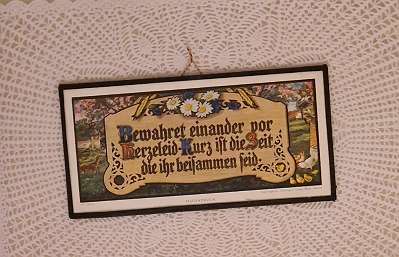 Bewahret einander vor
Herzeleid-Kurz ist die Zeit
die ihr beisammen seid.